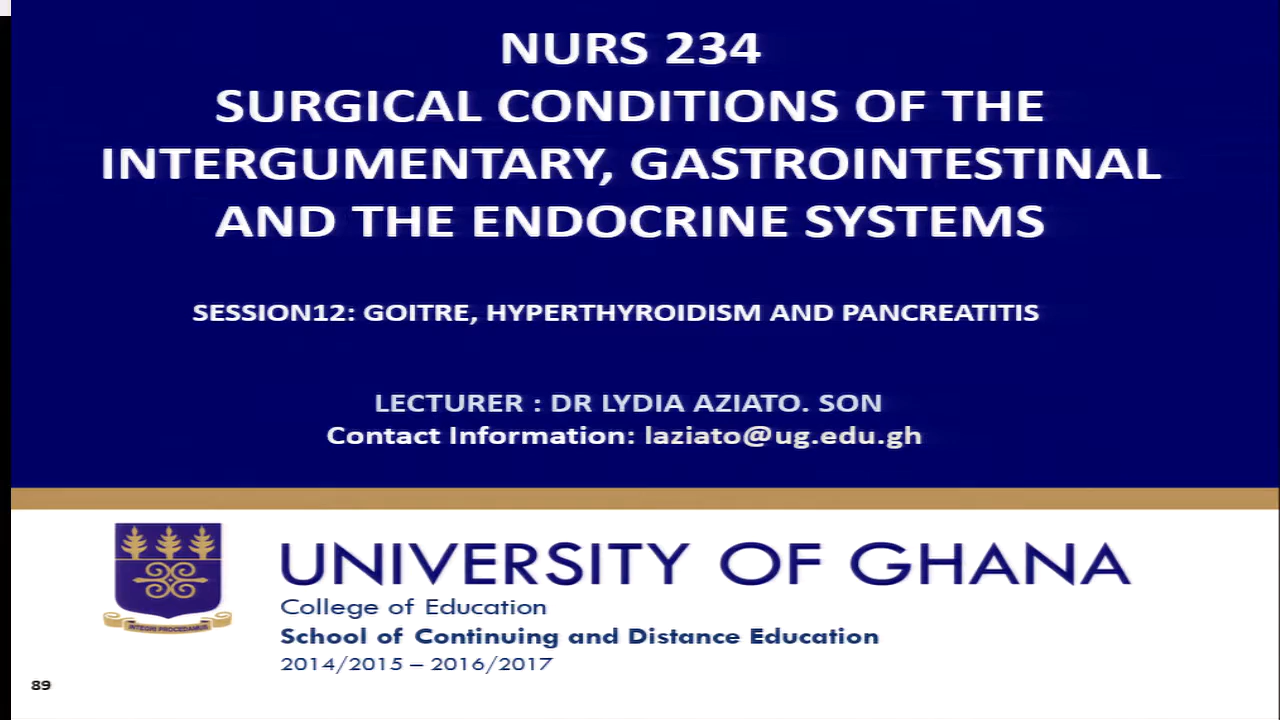 NURS 234
SURGICAL CONDITIONS OF THE
INTERGUMENTARY, GASTROINTESTINAL
AND THE ENDOCRINE SYSTEMS
SESSION12: GOITRE, HYPERTHYROIDISM AND PANCREATITIS
LECTURER : DR LYDIA AZIATO. SON
Contact Information: laziato@ug.edu.gh
INTEGRI PROCEDAMUS
UNIVERSITY OF GHANA
College of Education
School of Continuing and Distance Education
2014/2015 – 2016/2017
89